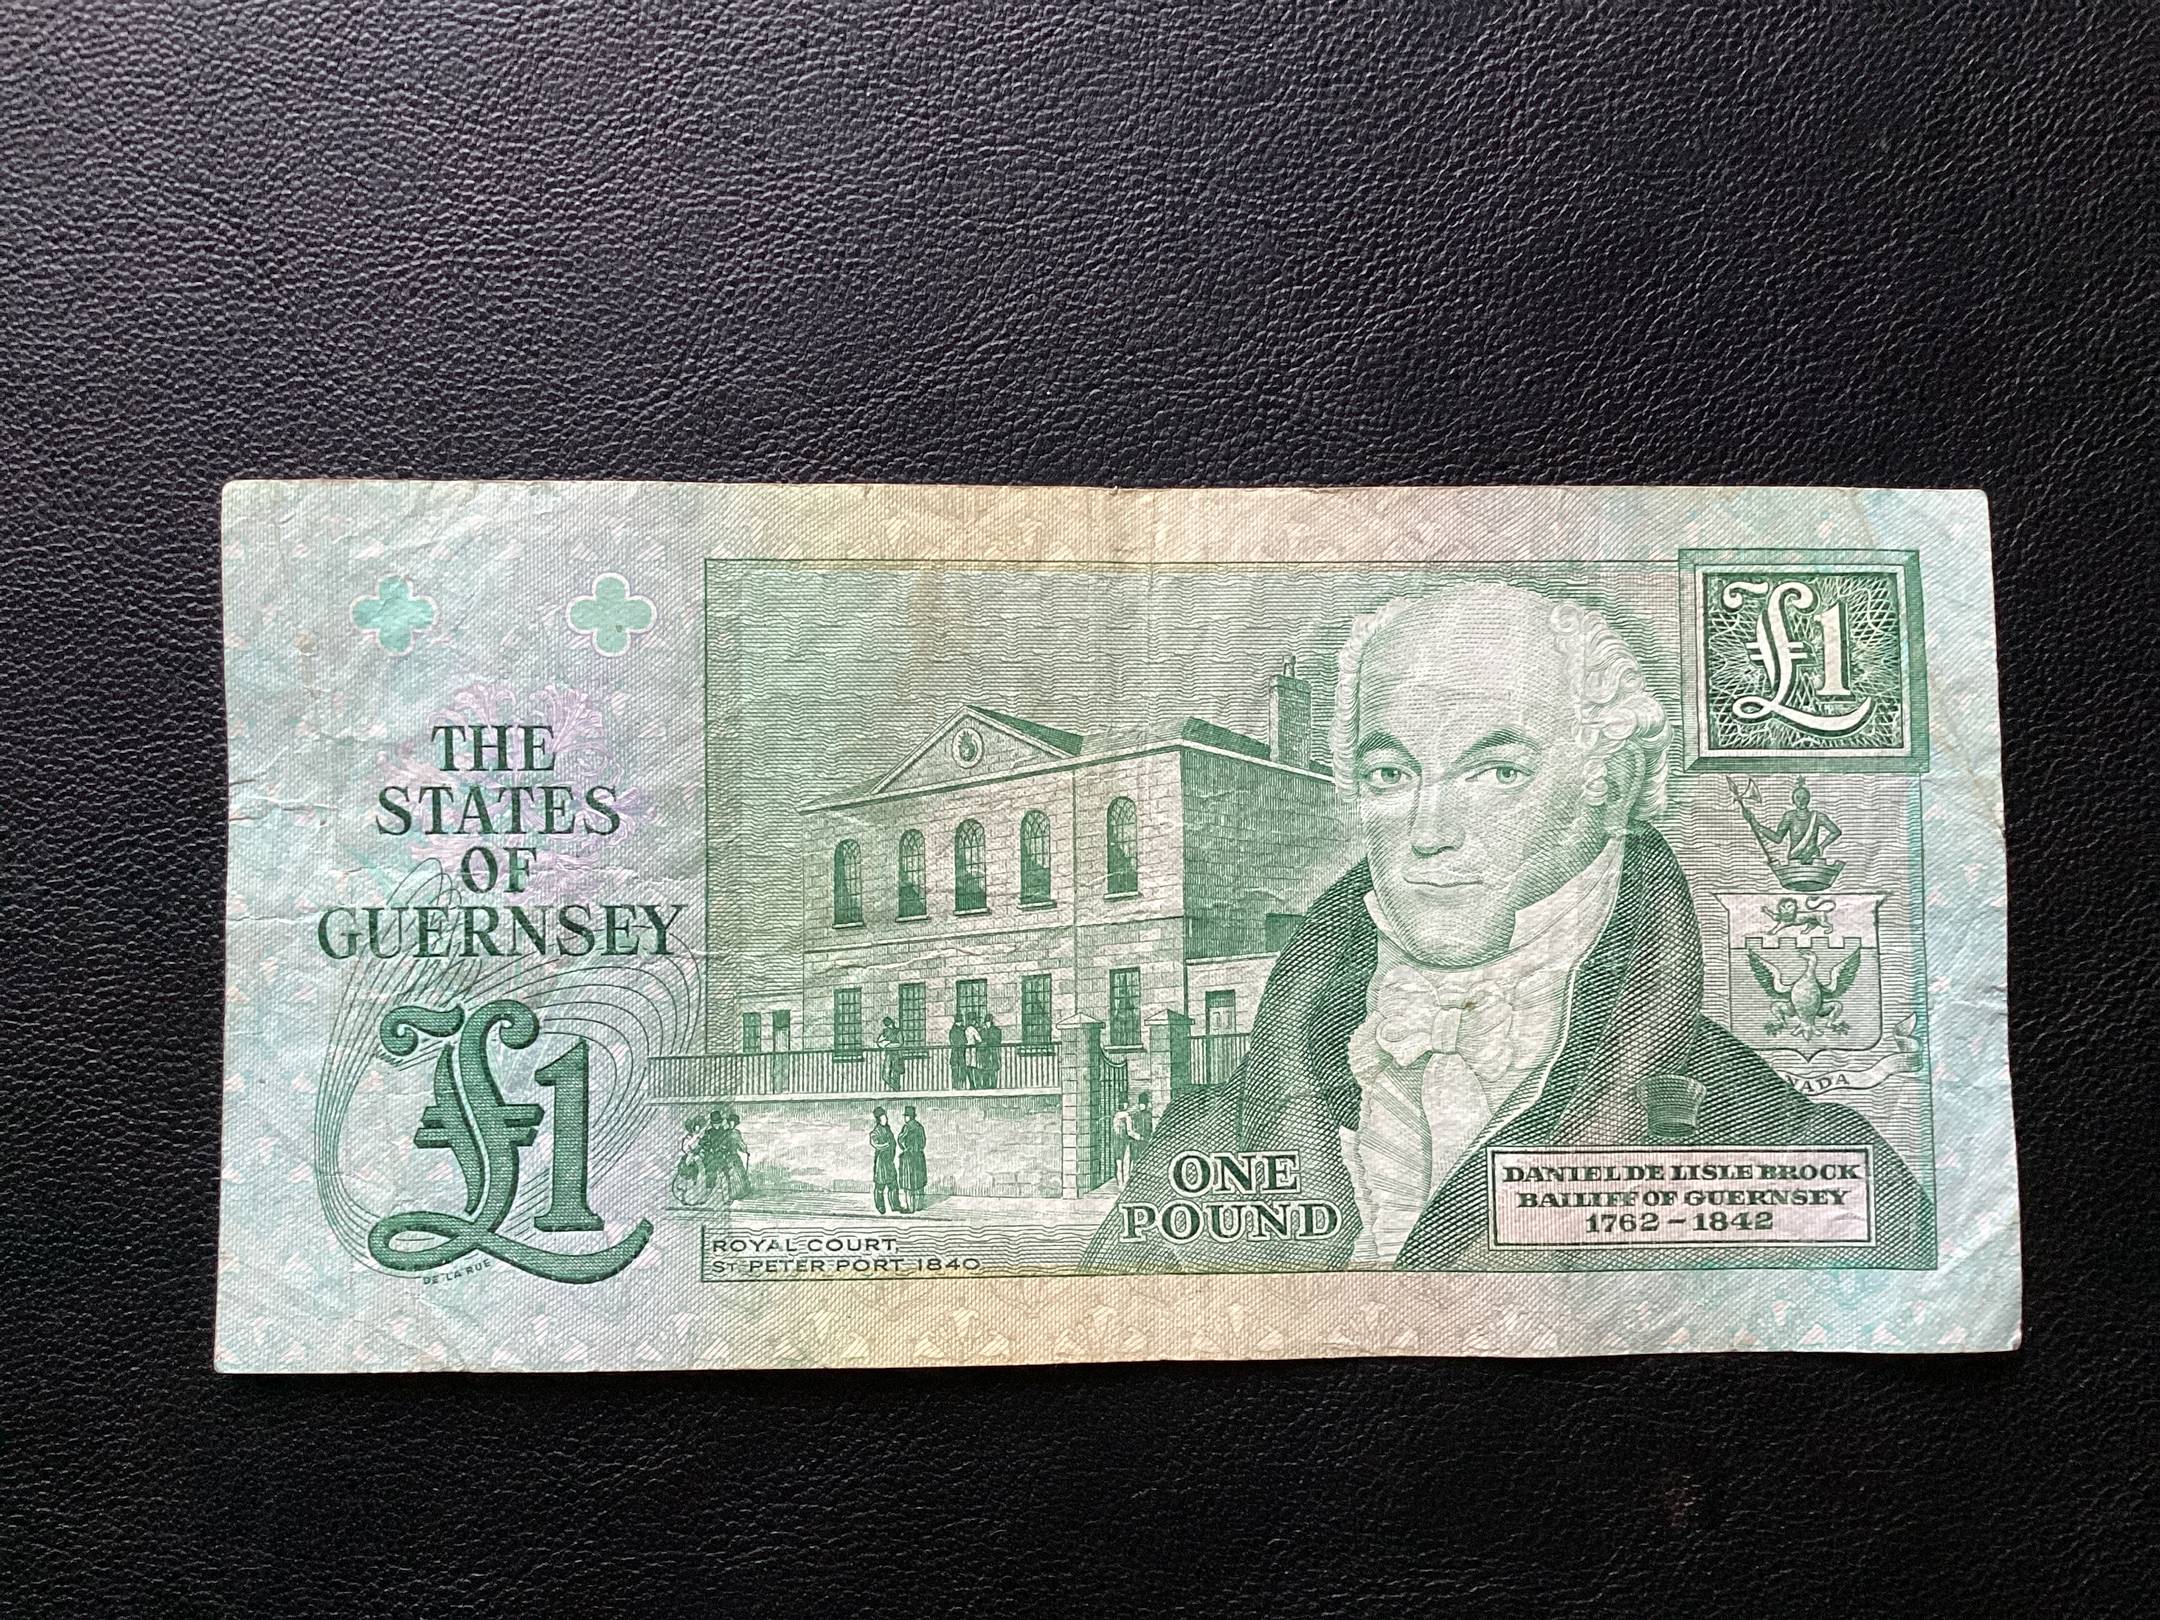 THE
STATES
OF
GUERNSEY
£1
DE LA RUE
ROYAL COURT,
ST PETER PORT 1840
ONE
POUND
£1
VADA
DANIEL DE LISLE BROCK
BAILIFF OF GUERNSEY
1762 – 1842